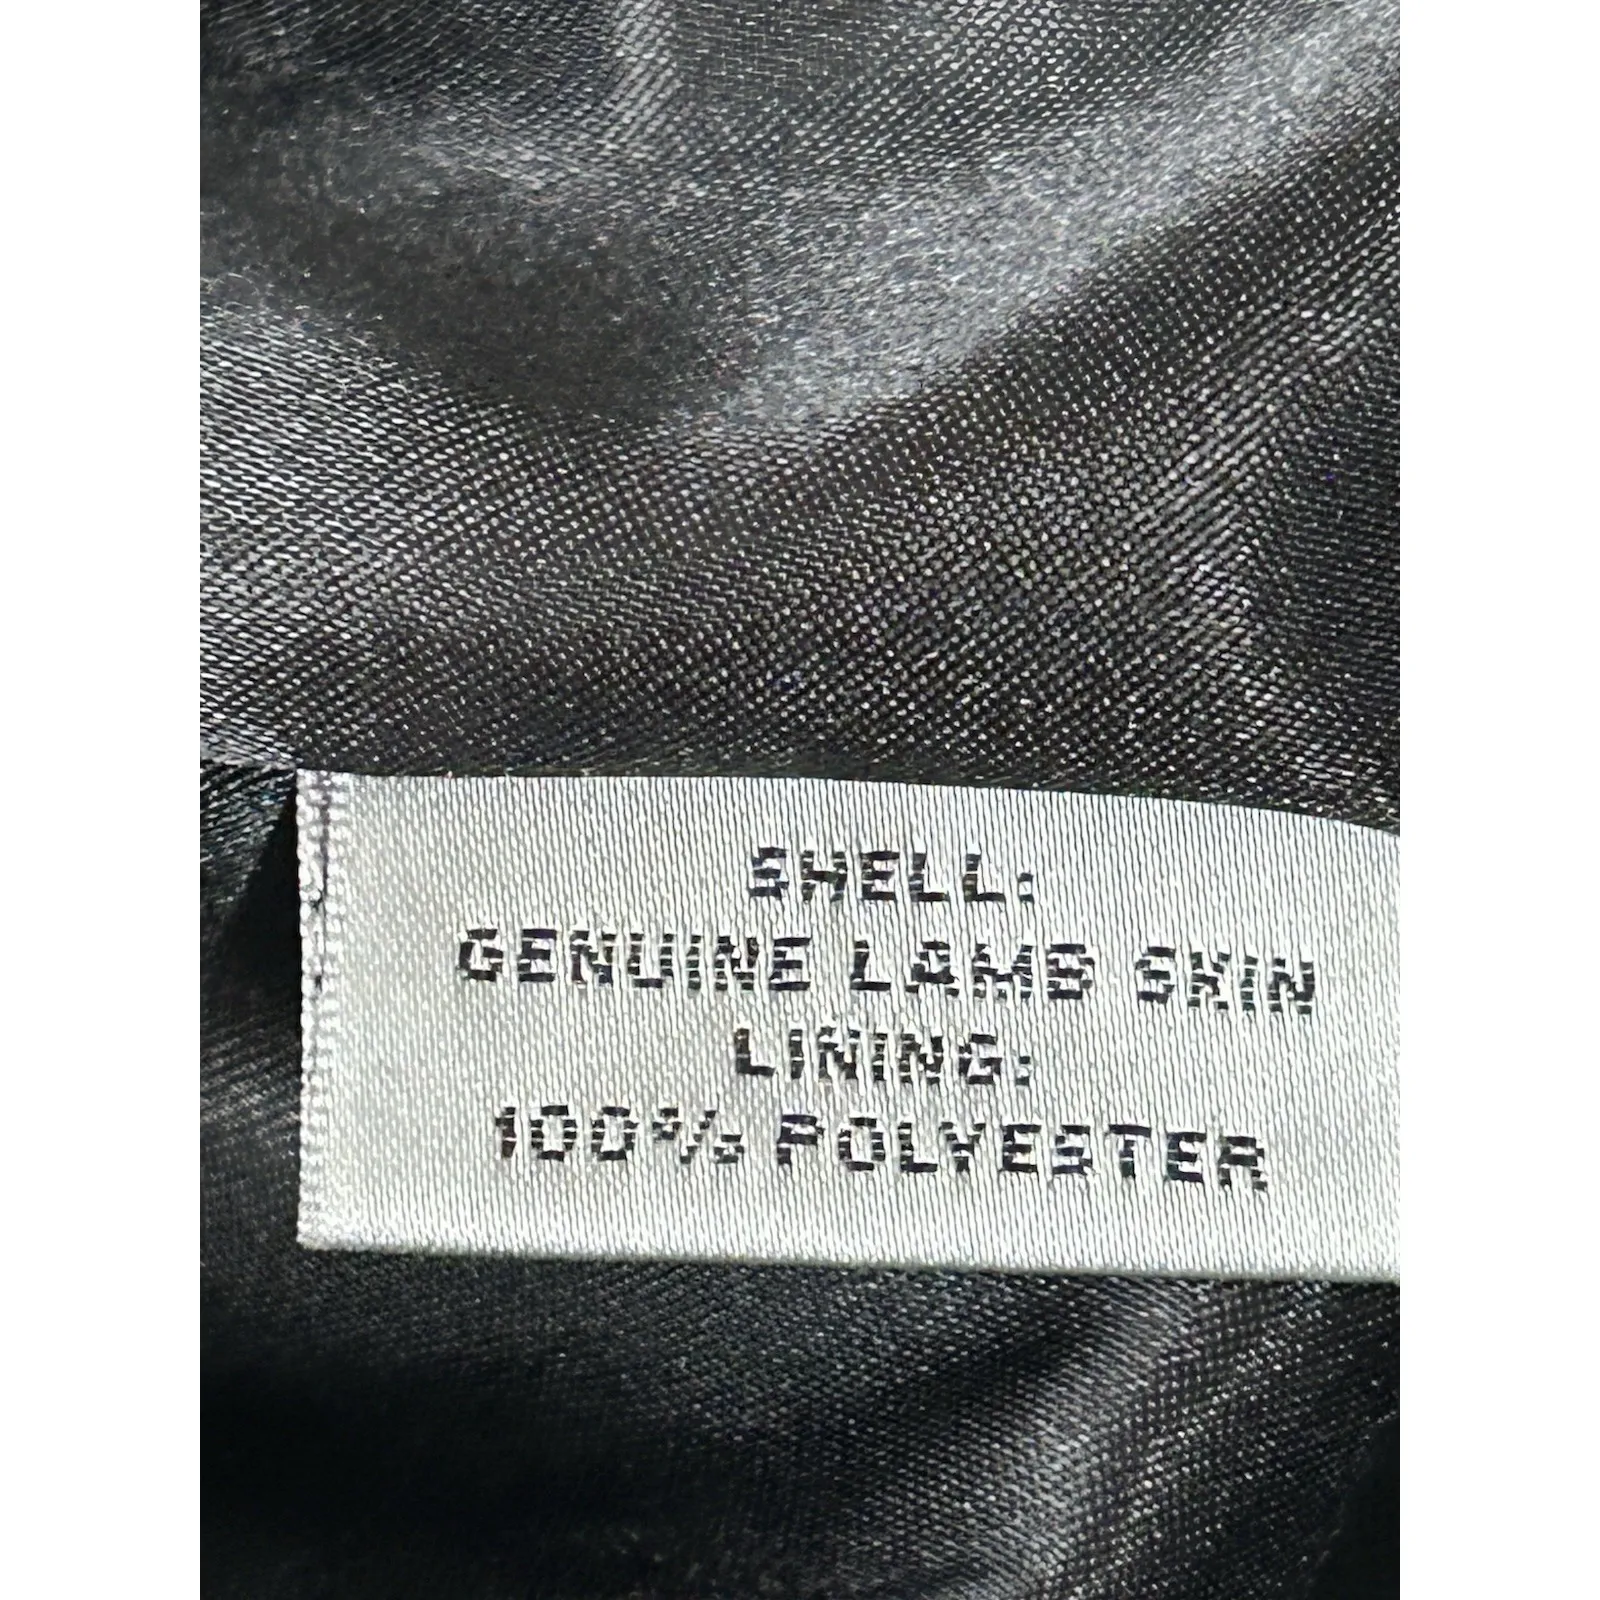 SHELL:
GENUINE LAMB SKIN
LINING:
100% POLYESTER